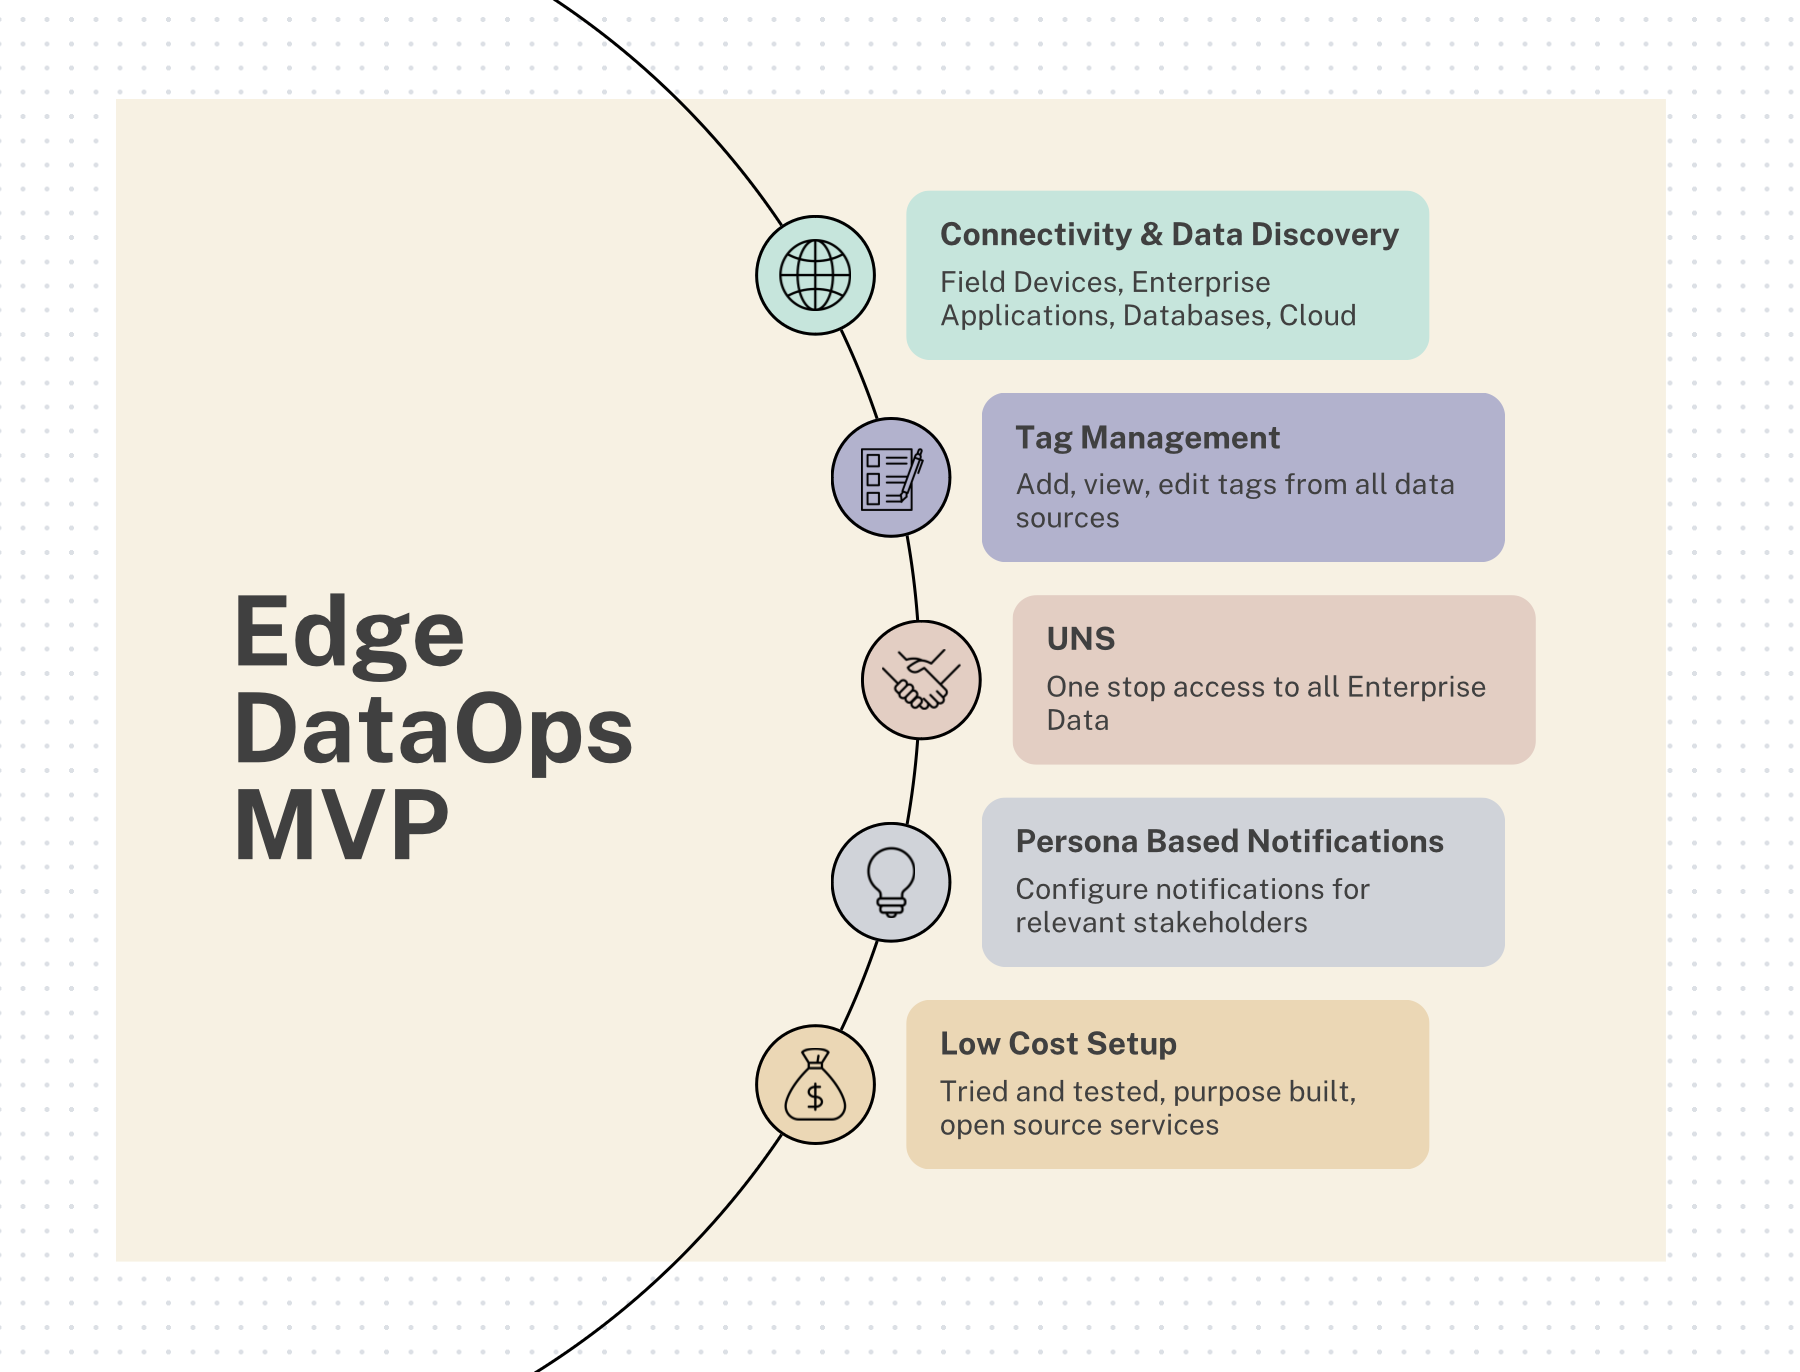 Edge
DataOps
MVP
Connectivity & Data Discovery
Field Devices, Enterprise
Applications, Databases, Cloud
Tag Management
Add, view, edit tags from all data
sources
UNS
One stop access to all Enterprise
Data
Persona Based Notifications
Configure notifications for
relevant stakeholders
$
Low Cost Setup
Tried and tested, purpose built,
open source services